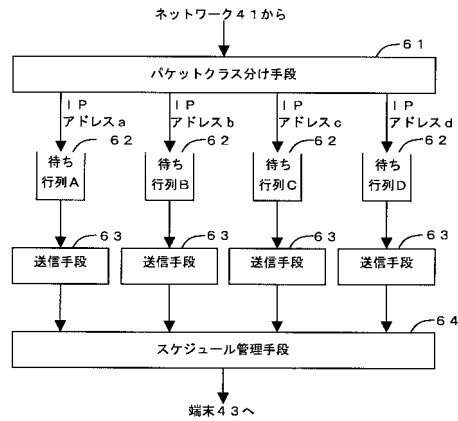 ネットワーク41から
61
パケットクラス分け手段
IP
アドレスa
IP
アドレスb
IP
アドレスc
IP
アドレスd
62
62
62
62
待ち
行列A
待ち
行列B
待ち
行列C
待ち
行列D
63
63
63
63
送信手段
送信手段
送信手段
送信手段
64
スケジュール管理手段
端末43へ